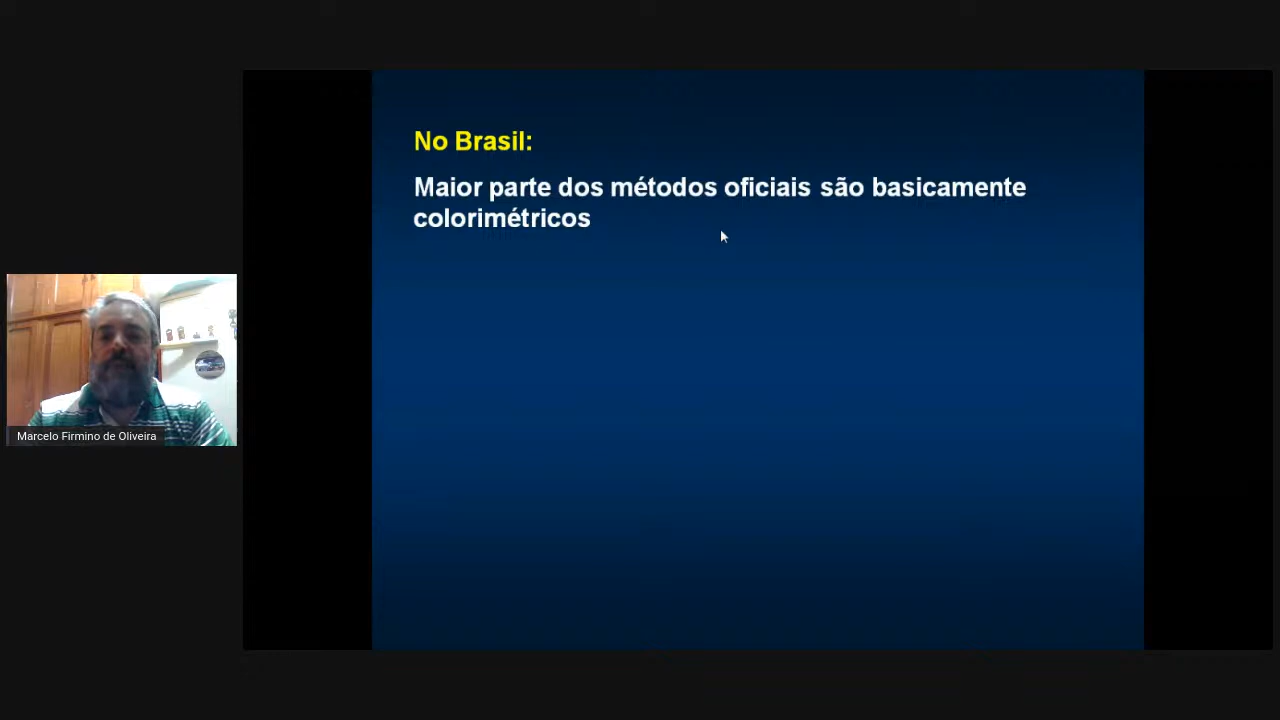 No Brasil:
Maior parte dos métodos oficiais são basicamente
colorimétricos
Marcelo Firmino de Oliveira